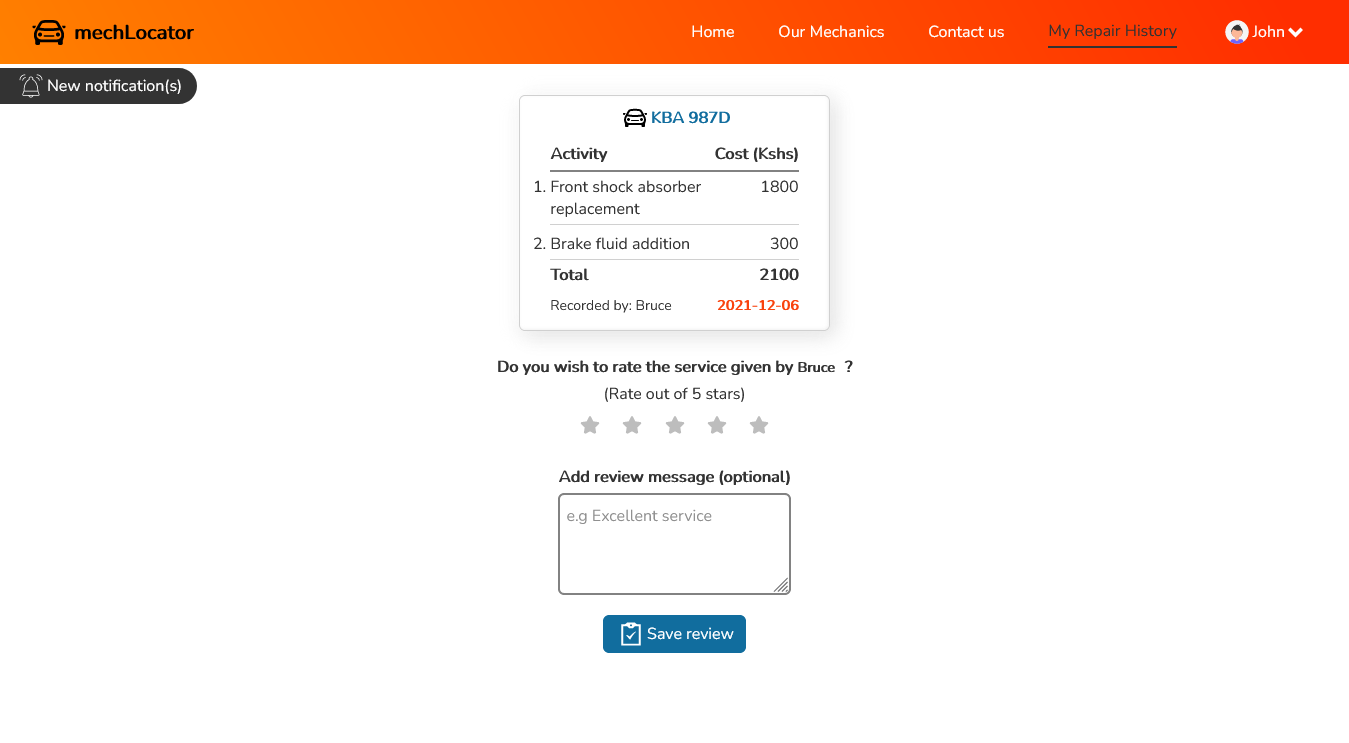 mechLocator
Home
Our Mechanics
Contact us
My Repair History
John
New notification(s)
KBA 987D
Activity Cost (Kshs)
1. Front shock absorber 1800
replacement
2. Brake fluid addition 300
Total 2100
Recorded by: Bruce 2021-12-06
Do you wish to rate the service given by Bruce ?
(Rate out of 5 stars)
Add review message (optional)
e.g Excellent service
Save review